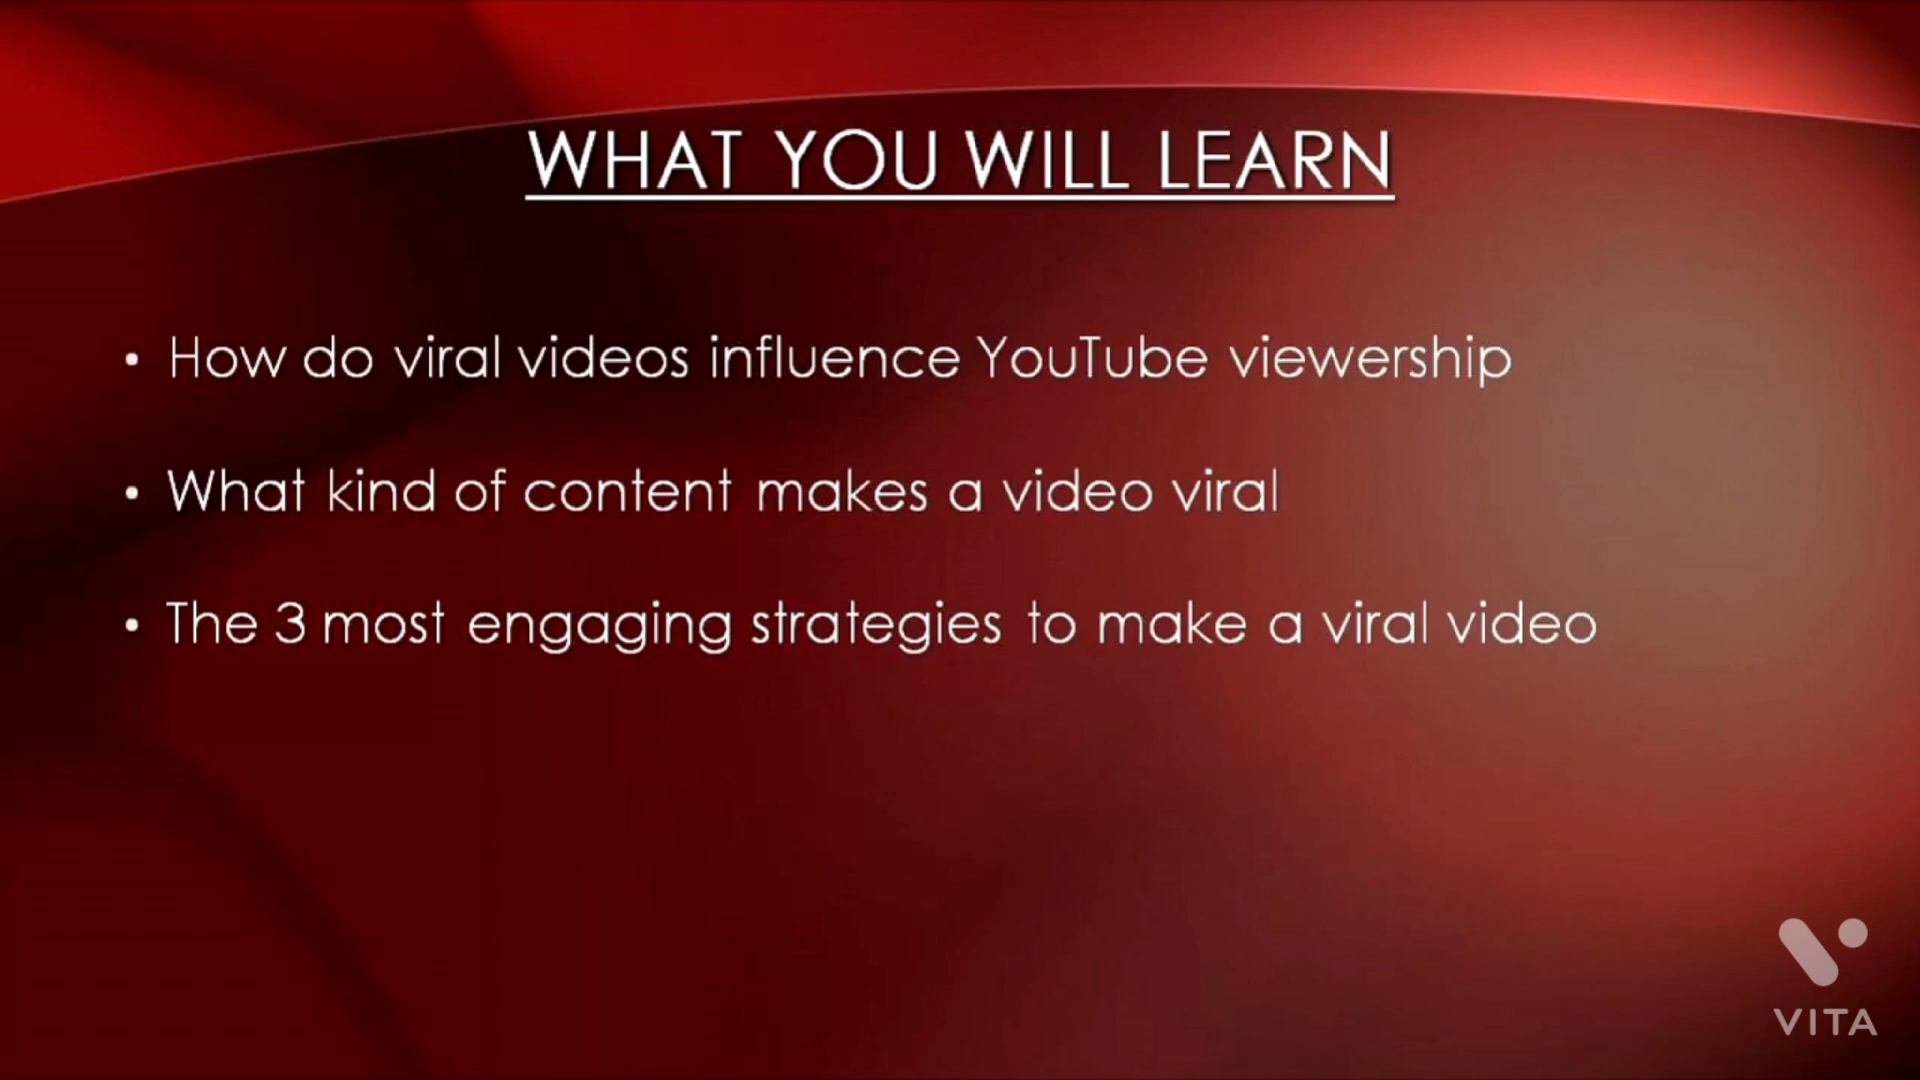 WHAT YOU WILL LEARN
• How do viral videos influence YouTube viewership
• What kind of content makes a video viral
• The 3 most engaging strategies to make a viral video
VITA